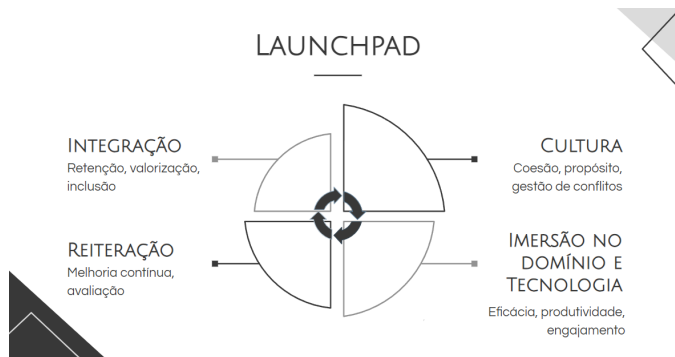 LAUNCHPAD
INTEGRAÇÃO
Retenção, valorização,
inclusão
CULTURA
Coesão, propósito,
gestão de conflitos
REITERAÇÃO
Melhoria contínua,
avaliação
IMERSÃO NO
DOMÍNIO E
TECNOLOGIA
Eficácia, produtividade,
engajamento